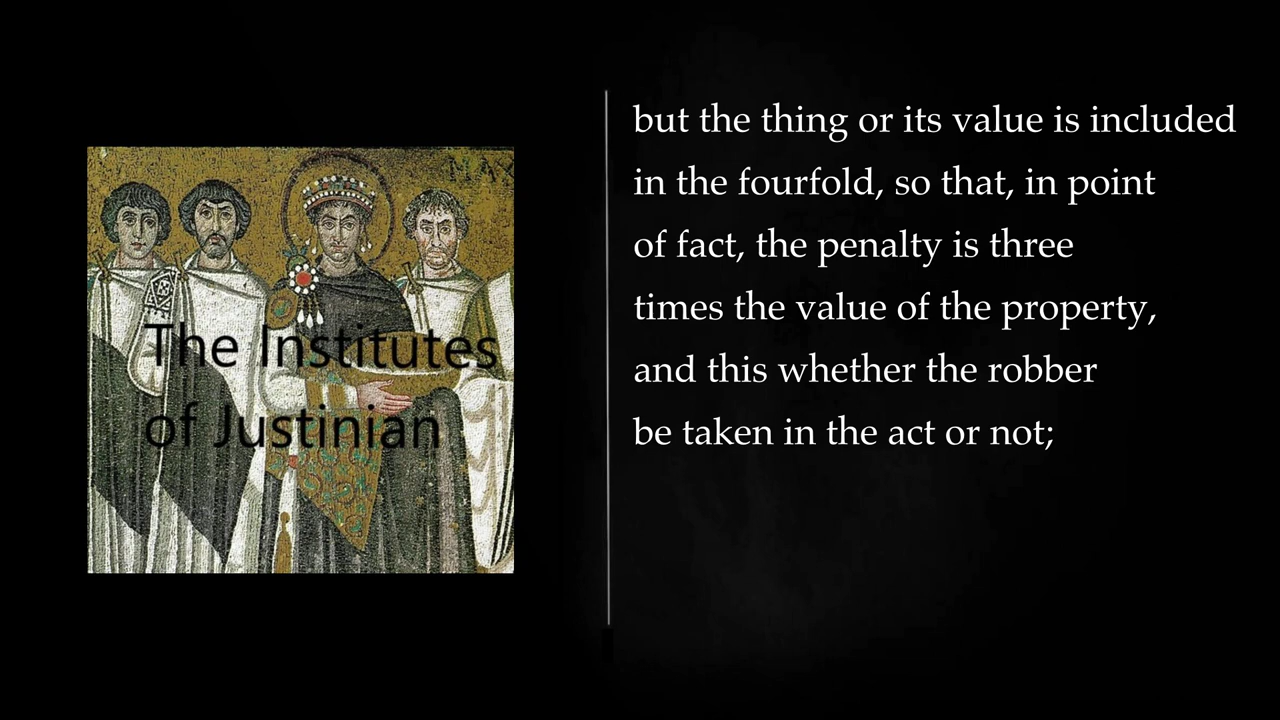 MAX
The Institutes
of Justinian
but the thing or its value is included
in the fourfold, so that, in point
of fact, the penalty is three
times the value of the property,
and this whether the robber
be taken in the act or not;